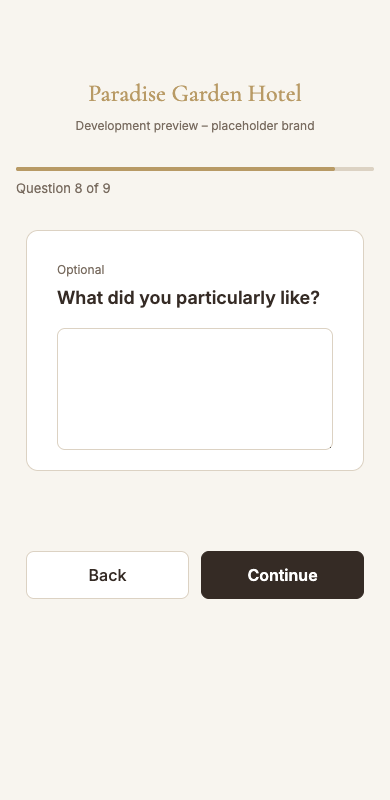 Paradise Garden Hotel
Development preview – placeholder brand
Question 8 of 9
Optional
What did you particularly like?
Back
Continue